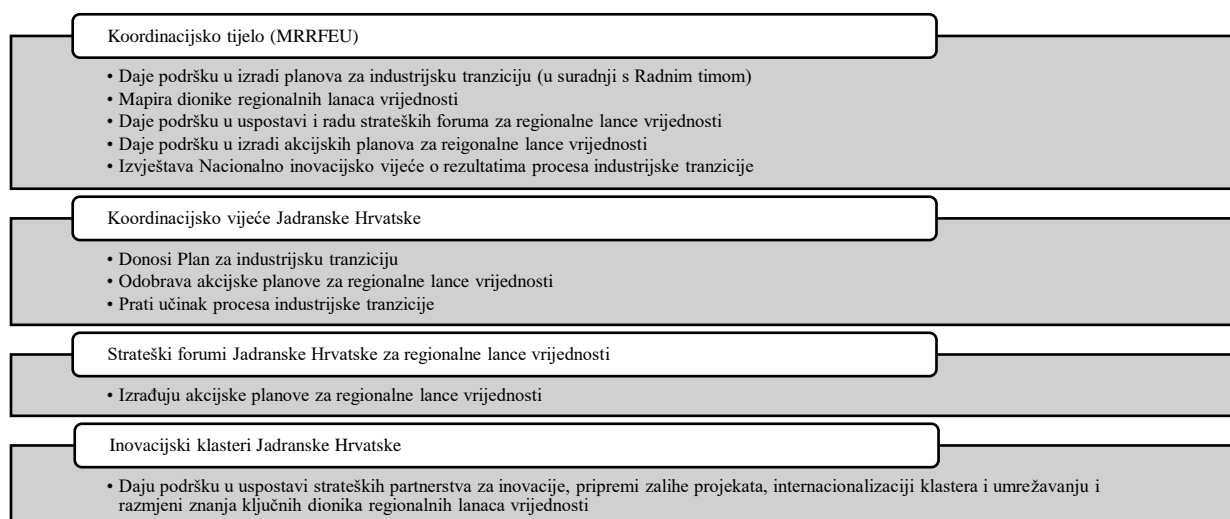 Koordinacijsko tijelo (MRRFEU)
• Daje podršku u izradi planova za industrijsku tranziciju (u suradnji s Radnim timom)
• Mapira dionike regionalnih lanaca vrijednosti
• Daje podršku u uspostavi i radu strateških foruma za regionalne lance vrijednosti
• Daje podršku u izradi akcijskih planova za reigonalne lance vrijednosti
• Izvještava Nacionalno inovacijsko vijeće o rezultatima procesa industrijske tranzicije
Koordinacijsko vijeće Jadranske Hrvatske
• Donosi Plan za industrijsku tranziciju
• Odobrava akcijske planove za regionalne lance vrijednosti
• Prati učinak procesa industrijske tranzicije
Strateški forumi Jadranske Hrvatske za regionalne lance vrijednosti
• Izrađuju akcijske planove za regionalne lance vrijednosti
Inovacijski klasteri Jadranske Hrvatske
• Daju podršku u uspostavi strateških partnerstva za inovacije, pripremi zalihe projekata, internacionalizaciji klastera i umrežavanju i
razmjeni znanja ključnih dionika regionalnih lanaca vrijednosti